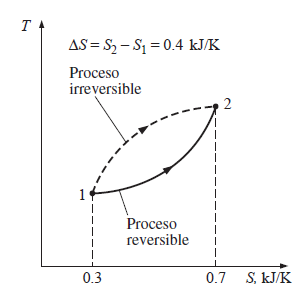 T
ΔS = S₂ – S₁ = 0.4 kJ/K
Proceso
irreversible
2
1
Proceso
reversible
0.3
0.7
S, kJ/K